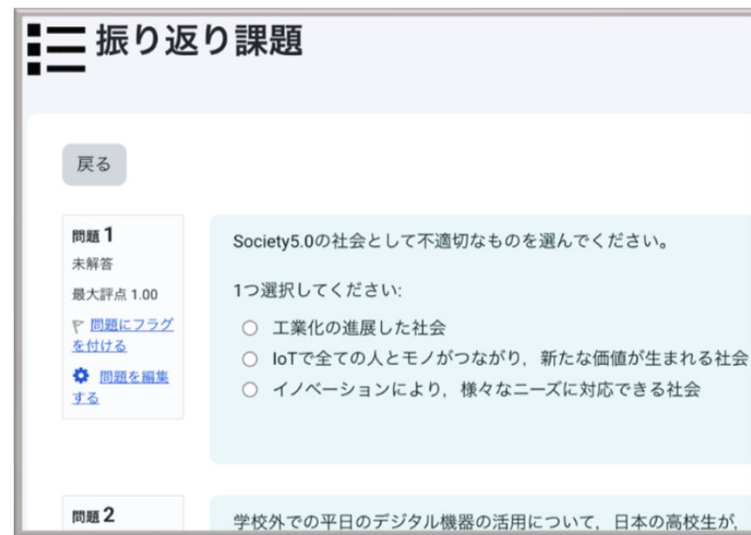 振り返り課題
戻る
問題 1
未解答
最大評点 1.00
問題にフラグ
を付ける
問題を編集
する
Society5.0の社会として不適切なものを選んでください。
1つ選択してください:
工業化の進展した社会
IoTで全ての人とモノがつながり，新たな価値が生まれる社会
イノベーションにより，様々なニーズに対応できる社会
問題 2
学校外での平日のデジタル機器の活用について，日本の高校生が，